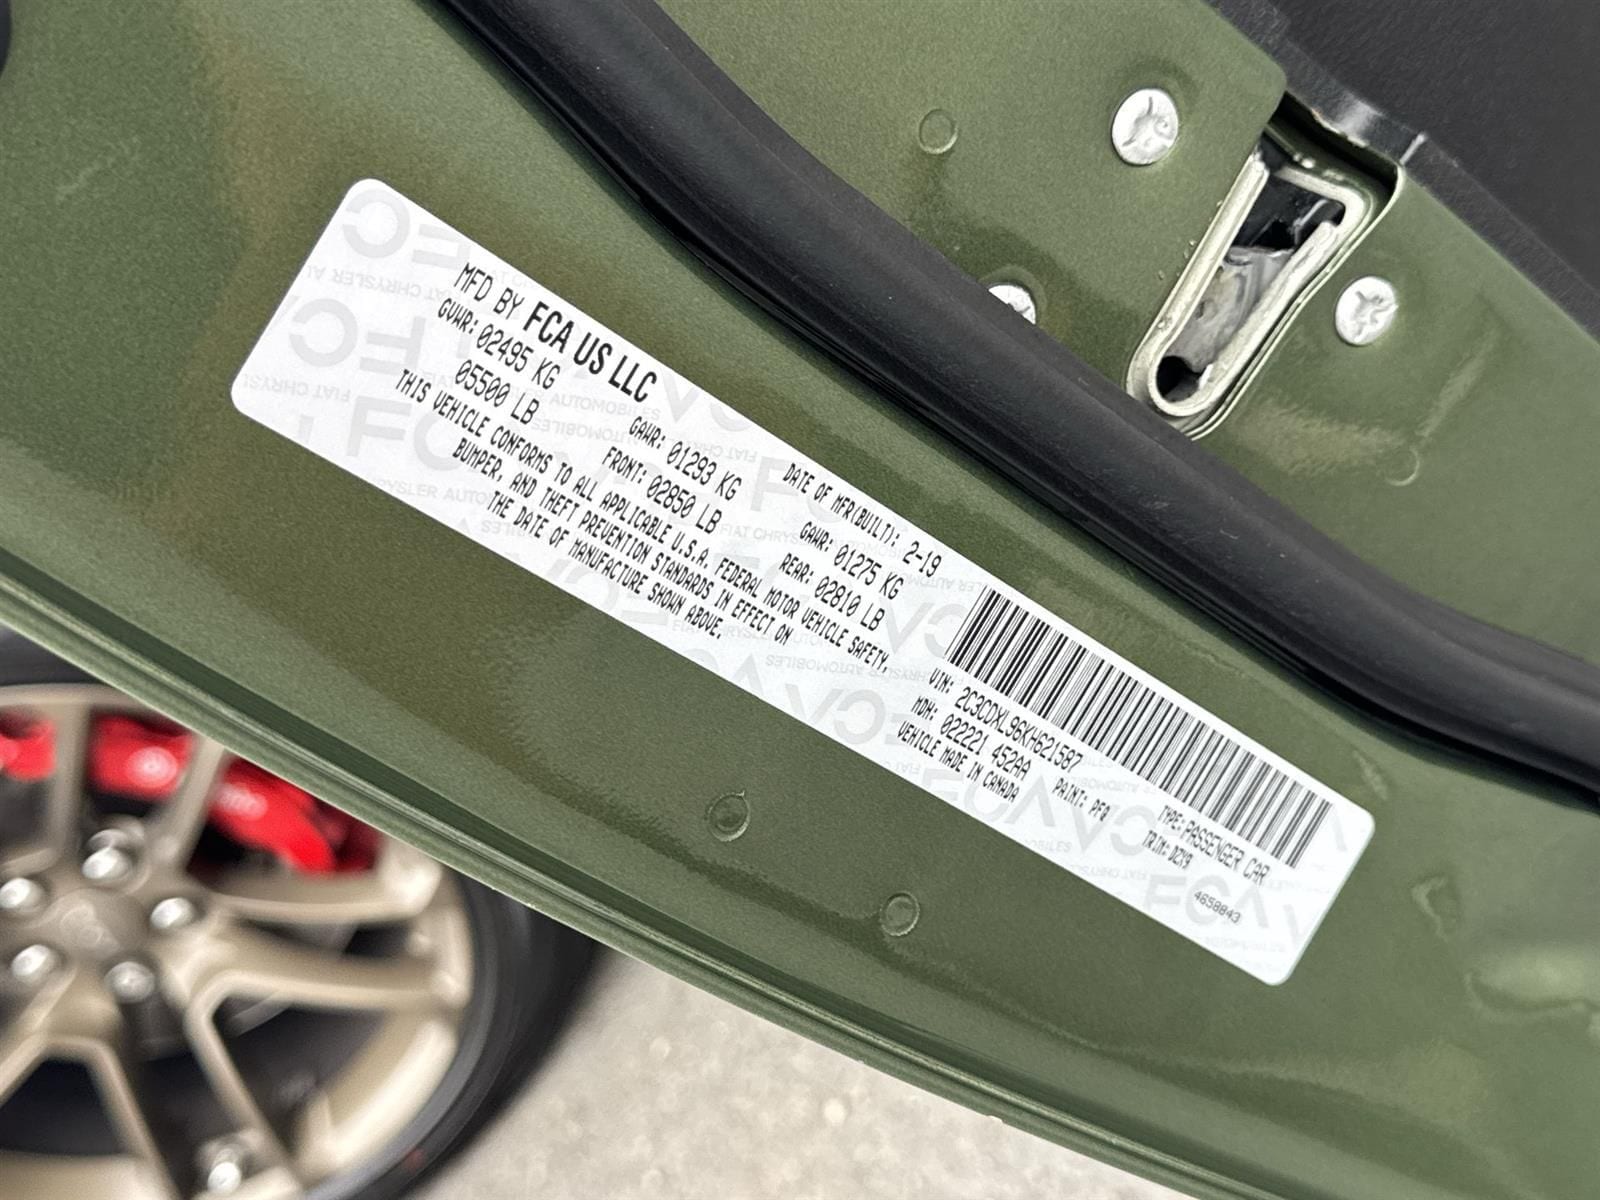 MFD BY FCA US LLC
DATE OF MFR(BUILT): 2-19
GVWR: 02495 KG
GAWR: 01293 KG
GAWR: 01275 KG
05500 LB
FRONT: 02850 LB
REAR: 02810 LB
THIS VEHICLE CONFORMS TO ALL APPLICABLE U.S.A. FEDERAL MOTOR VEHICLE SAFETY,
BUMPER, AND THEFT PREVENTION STANDARDS IN EFFECT ON
THE DATE OF MANUFACTURE SHOWN ABOVE.
VIN: 2C3CDXL96KH621587
TYPE: PASSENGER CAR
MDH: 022221 452AA
PAINT: PFQ
TRIM: DZX9
VEHICLE MADE IN CANADA
4658843